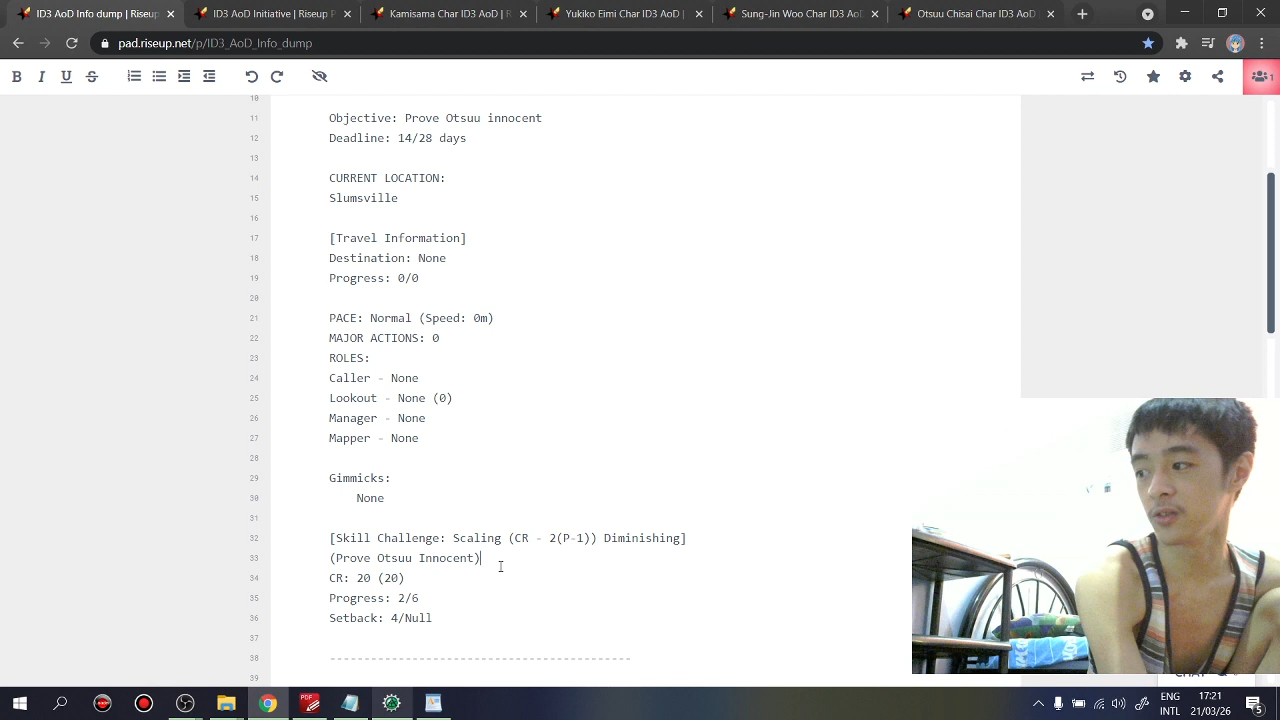 ID3 AoD Info dump | Riseup
ID3 AoD Initiative | Riseup P
Kamisama Char ID3 AoD | R
Yukiko Eimi Char ID3 AoD |
Sung-Jin Woo Char ID3 AoD
Otsuu Chisai Char ID3 AoD |
pad.riseup.net/p/ID3_AoD_Info_dump
1
10
11 Objective: Prove Otsuu innocent
12 Deadline: 14/28 days
13
14 CURRENT LOCATION:
15 Slumsville
16
17 [Travel Information]
18 Destination: None
19 Progress: 0/0
20
21 PACE: Normal (Speed: 0m)
22 MAJOR ACTIONS: 0
23 ROLES:
24 Caller - None
25 Lookout - None (0)
26 Manager - None
27 Mapper - None
28
29 Gimmicks:
30 None
31
32 [Skill Challenge: Scaling (CR - 2(P-1)) Diminishing]
33 (Prove Otsuu Innocent)
34 CR: 20 (20)
35 Progress: 2/6
36 Setback: 4/Null
37
38 --------------------------------------------
39
ENG
INTL
17:21
21/03/26
5